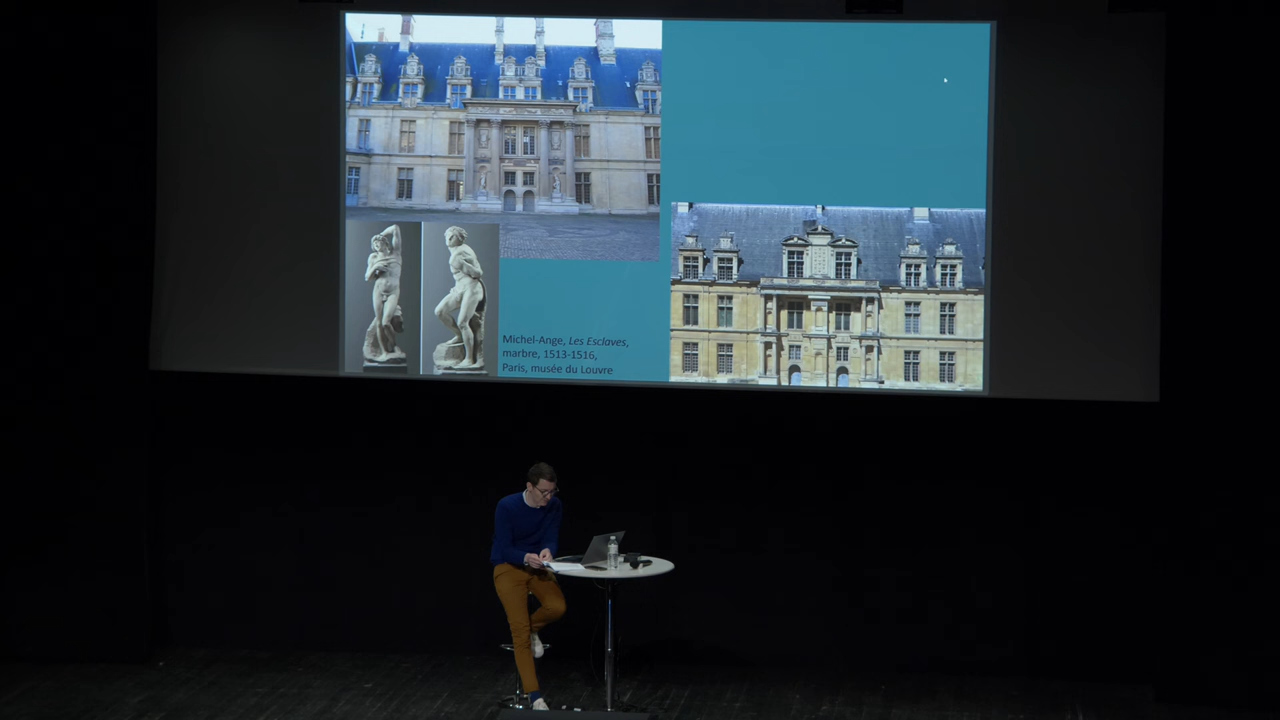 Michel-Ange, Les Esclaves,
marbre, 1513-1516,
Paris, musée du Louvre